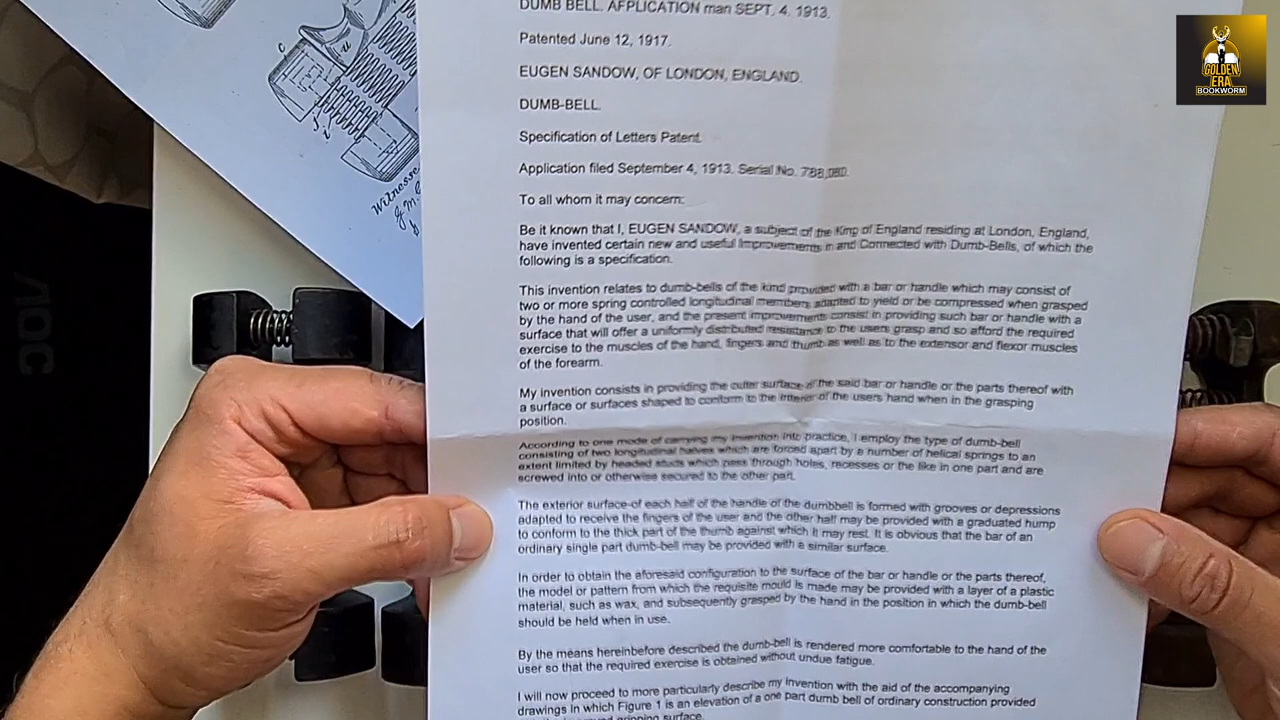 DUMB BELL. AFPLICATION man SEPT, 4. 1913.
Patented June 12, 1917.
EUGEN SANDOW, OF LONDON, ENGLAND.
DUMB-BELL.
Specification of Letters Patent.
Application filed September 4, 1913. Serial No. 788,080.
To all whom it may concern:
Be it known that I, EUGEN SANDOW, a subject of the King of England residing at London, England,
have invented certain new and useful Improvements in and Connected with Dumb-Bells, of which the
following is a specification.
This invention relates to dumb-bells of the kind provided with a bar or handle which may consist of
two or more spring controlled longitudinal members adapted to yield or be compressed when grasped
by the hand of the user, and the present improvements consist in providing such bar or handle with a
surface that will offer a uniformly distributed resistance to the users grasp and so afford the required
exercise to the muscles of the hand, fingers and thumb as well as to the extensor and flexor muscles
of the forearm.
My invention consists in providing the outer surface of the said bar or handle or the parts thereof with
a surface or surfaces shaped to conform to the interior of the users hand when in the grasping
position.
According to one mode of carrying my invention into practice, I employ the type of dumb-bell
consisting of two longitudinal halves which are forced apart by a number of helical springs to an
extent limited by headed studs which pass through holes, recesses or the like in one part and are
screwed into or otherwise secured to the other part.
The exterior surface-of each half of the handle of the dumbbell is formed with grooves or depressions
adapted to receive the fingers of the user and the other half may be provided with a graduated hump
to conform to the thick part of the thumb against which it may rest. It is obvious that the bar of an
ordinary single part dumb-bell may be provided with a similar surface.
In order to obtain the aforesaid configuration to the surface of the bar or handle or the parts thereof,
the model or pattern from which the requisite mould is made may be provided with a layer of a plastic
material, such as wax, and subsequently grasped by the hand in the position in which the dumb-bell
should be held when in use.
By the means hereinbefore described the dumb-bell is rendered more comfortable to the hand of the
user so that the required exercise is obtained without undue fatigue.
I will now proceed to more particularly describe my invention with the aid of the accompanying
drawings in which Figure 1 is an elevation of a one part dumb bell of ordinary construction provided
gripping surface.
Witnesse
GOLDEN
ERA
BOOKWORM